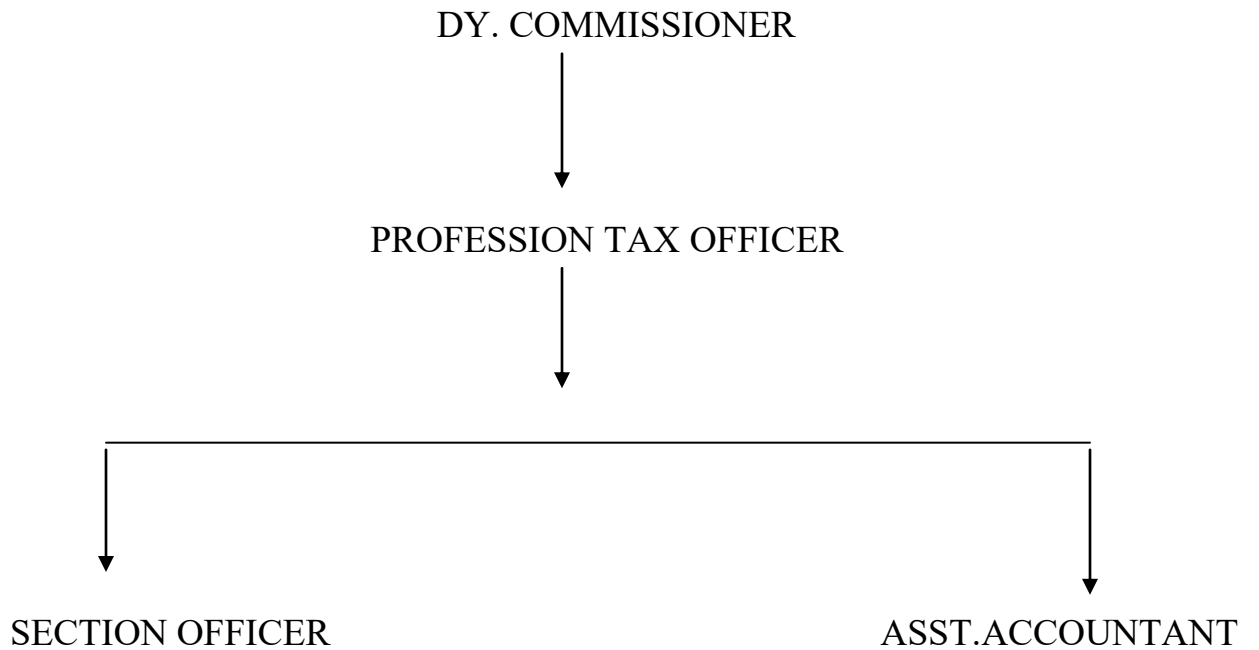 DY. COMMISSIONER
PROFESSION TAX OFFICER
SECTION OFFICER ASST.ACCOUNTANT